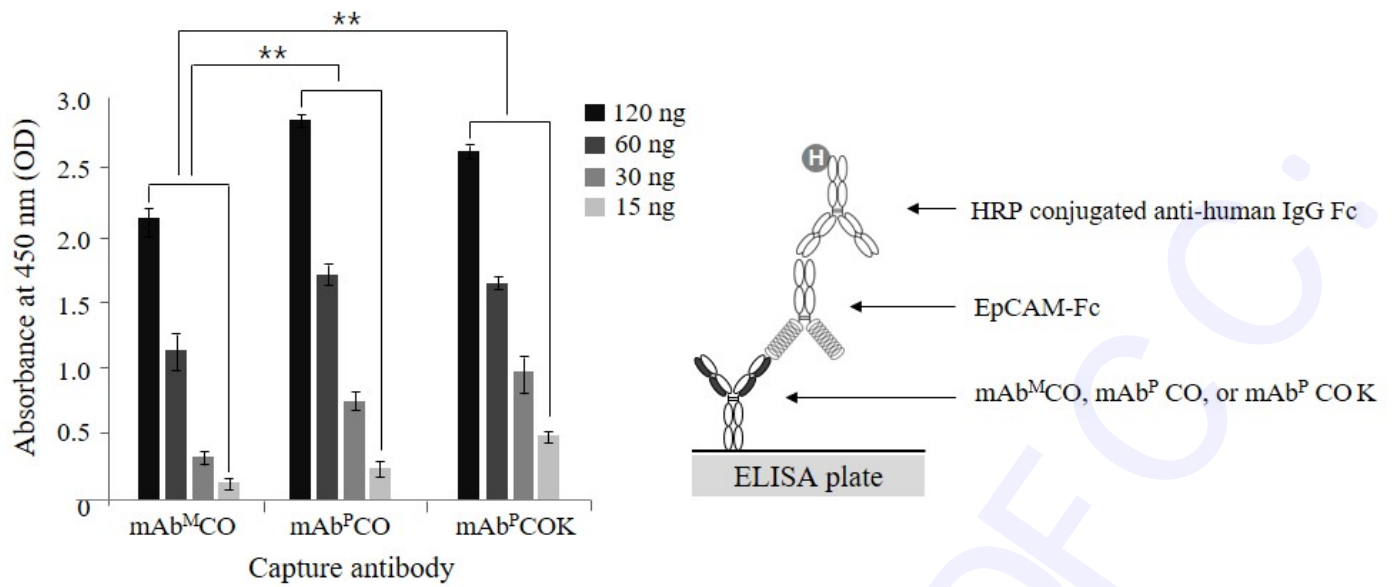 **
**
Absorbance at 450 nm (OD)
3.0
2.5
2.0
1.5
1.0
0.5
0
120 ng
60 ng
30 ng
15 ng
mAbᴹCO
mAbᴾCO
mAbᴾCOK
Capture antibody
H
HRP conjugated anti-human IgG Fc
EpCAM-Fc
mAbᴹCO, mAbᴾ CO, or mAbᴾ CO K
ELISA plate